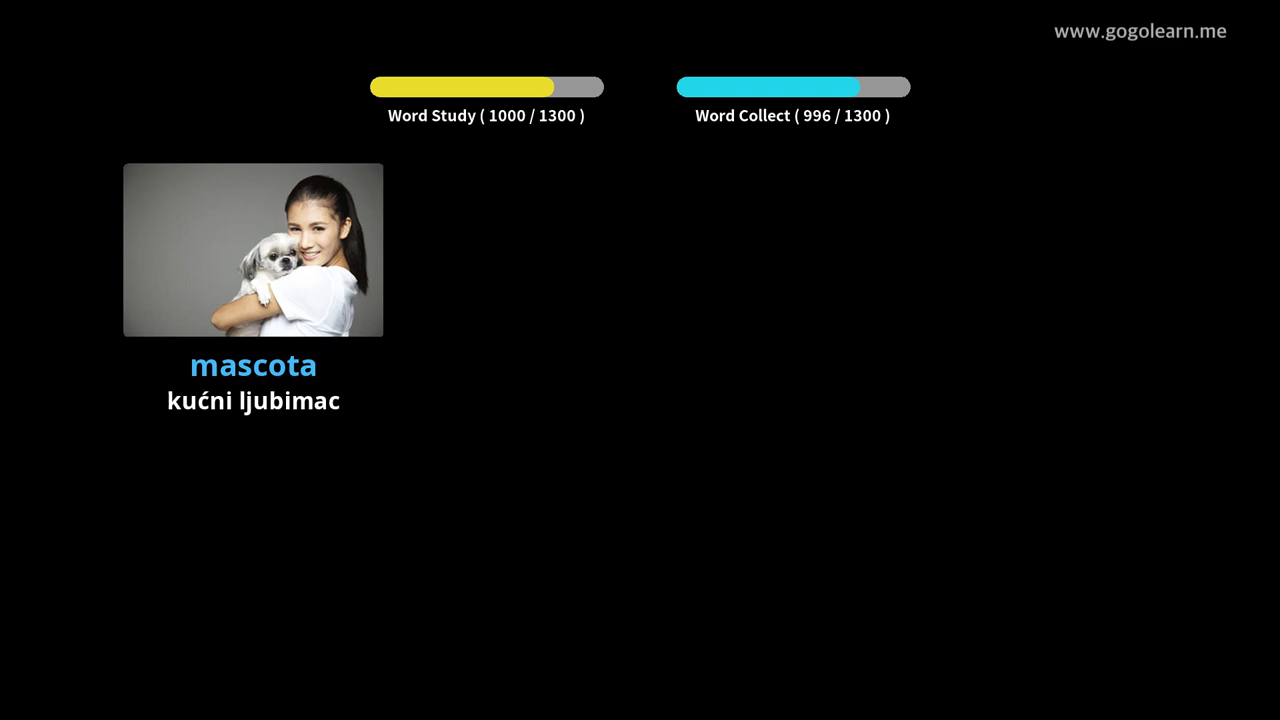 www.gogolearn.me
Word Study ( 1000 / 1300 )
Word Collect ( 996 / 1300 )
mascota
kućni ljubimac